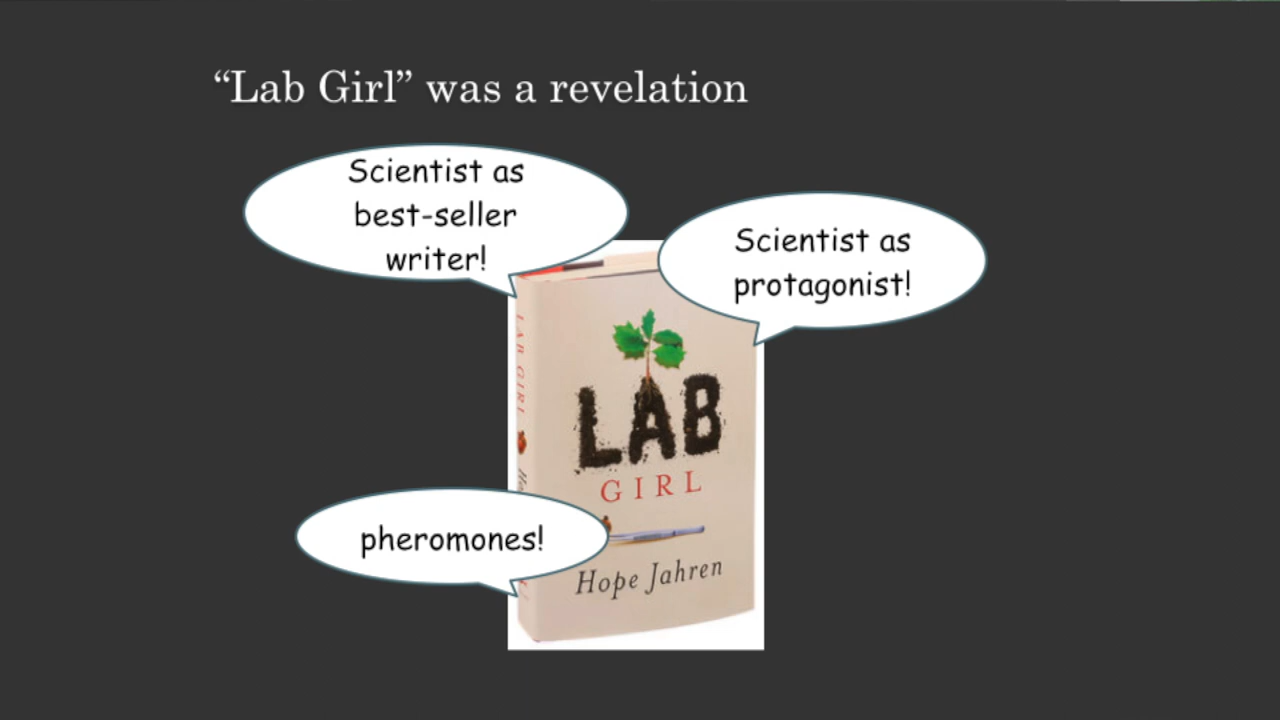 “Lab Girl” was a revelation
Scientist as
best-seller
writer!
Scientist as
protagonist!
LAB GIRL
LAB
GIRL
pheromones!
Hope Jahren